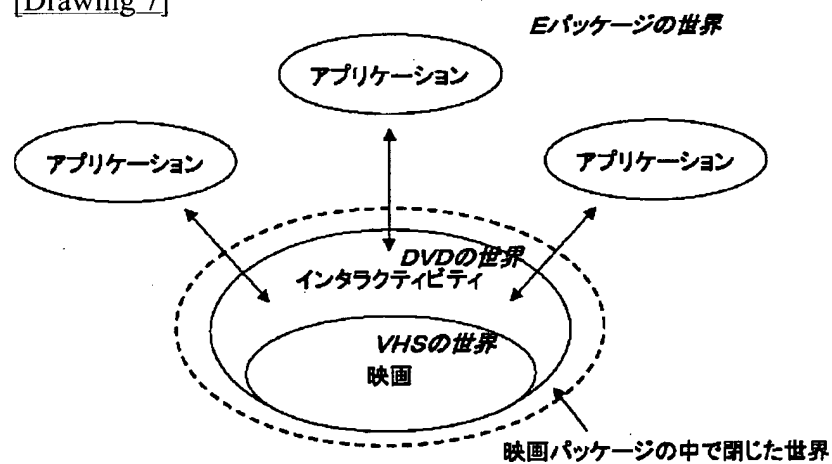 [Drawing 7]
Eパッケージの世界
アプリケーション
アプリケーション
アプリケーション
DVDの世界
インタラクティビティ
VHSの世界
映画
映画パッケージの中で閉じた世界